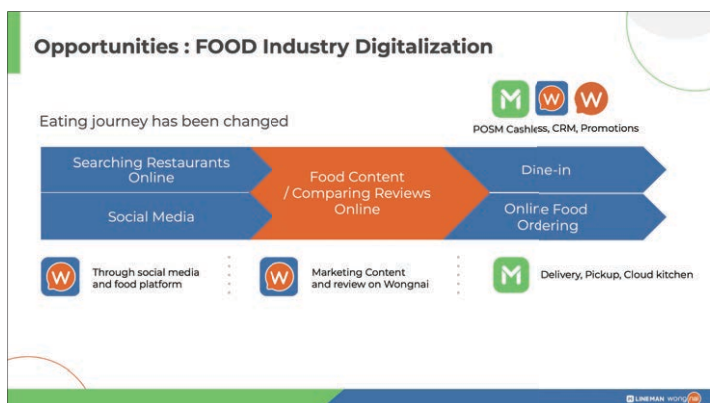 Opportunities : FOOD Industry Digitalization
Eating journey has been changed
M W W
POSM Cashless, CRM, Promotions
Searching Restaurants
Online
Social Media
Food Content
/ Comparing Reviews
Online
Dine-in
Online Food
Ordering
W
Through social media
and food platform
W
Marketing Content
and review on Wongnai
M
Delivery, Pickup, Cloud kitchen
LINEMAN wongnai